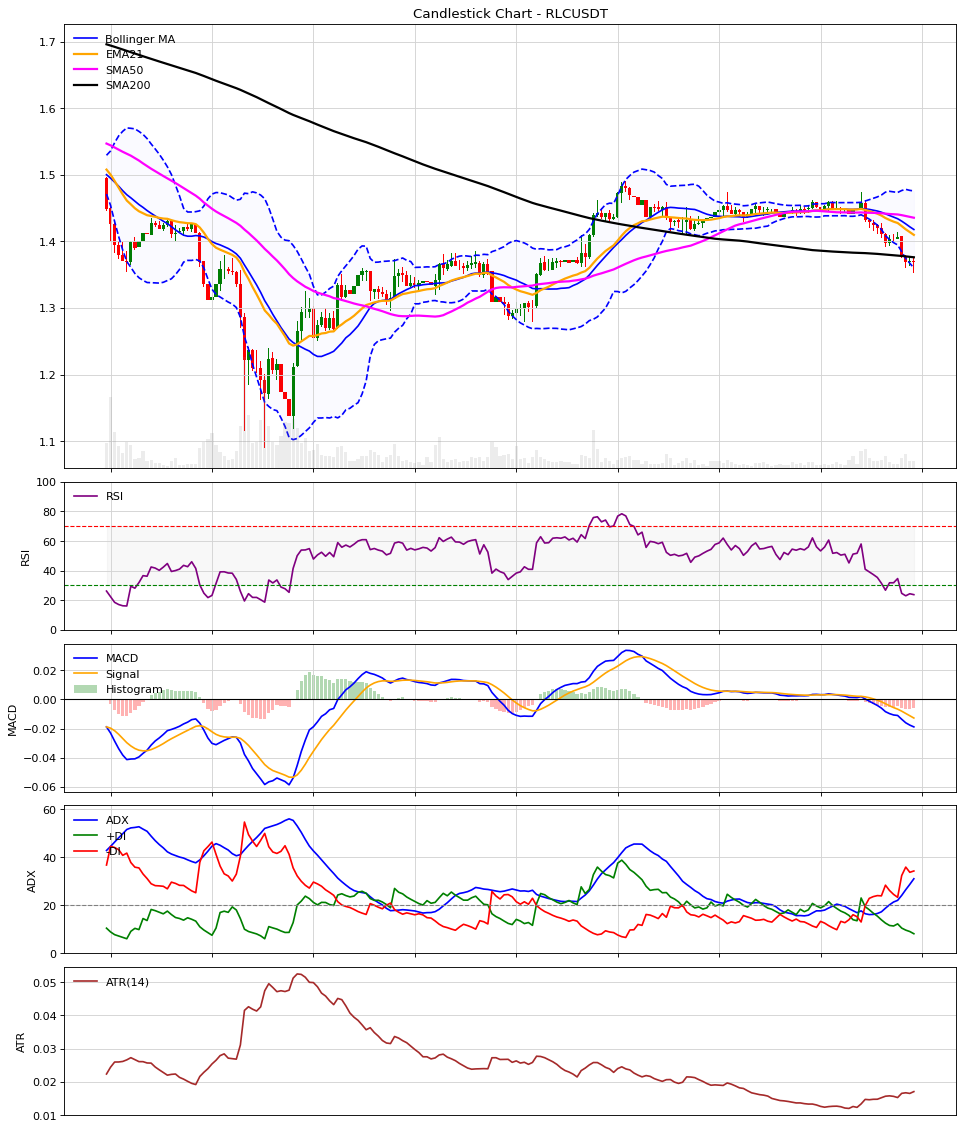 Candlestick Chart - RLCUSDT
Bollinger MA
EMA21
SMA50
SMA200
1.7
1.6
1.5
1.4
1.3
1.2
1.1
RSI
RSI
100
80
60
40
20
0
MACD
Signal
Histogram
MACD
0.02
0.00
−0.02
−0.04
−0.06
ADX
+DI
-DI
ADX
60
40
20
0
ATR(14)
ATR
0.05
0.04
0.03
0.02
0.01